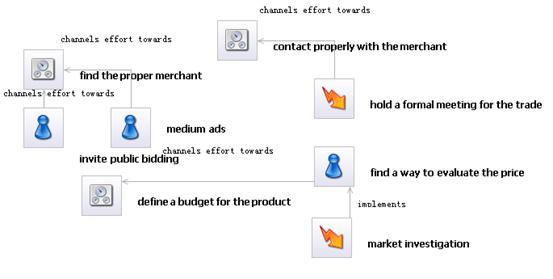 channels effort towards
contact properly with the merchant
channels effort towards
find the proper merchant
channels effort towards
hold a formal meeting for the trade
medium ads
invite public bidding
channels effort towards
find a way to evaluate the price
define a budget for the product
implements
market investigation